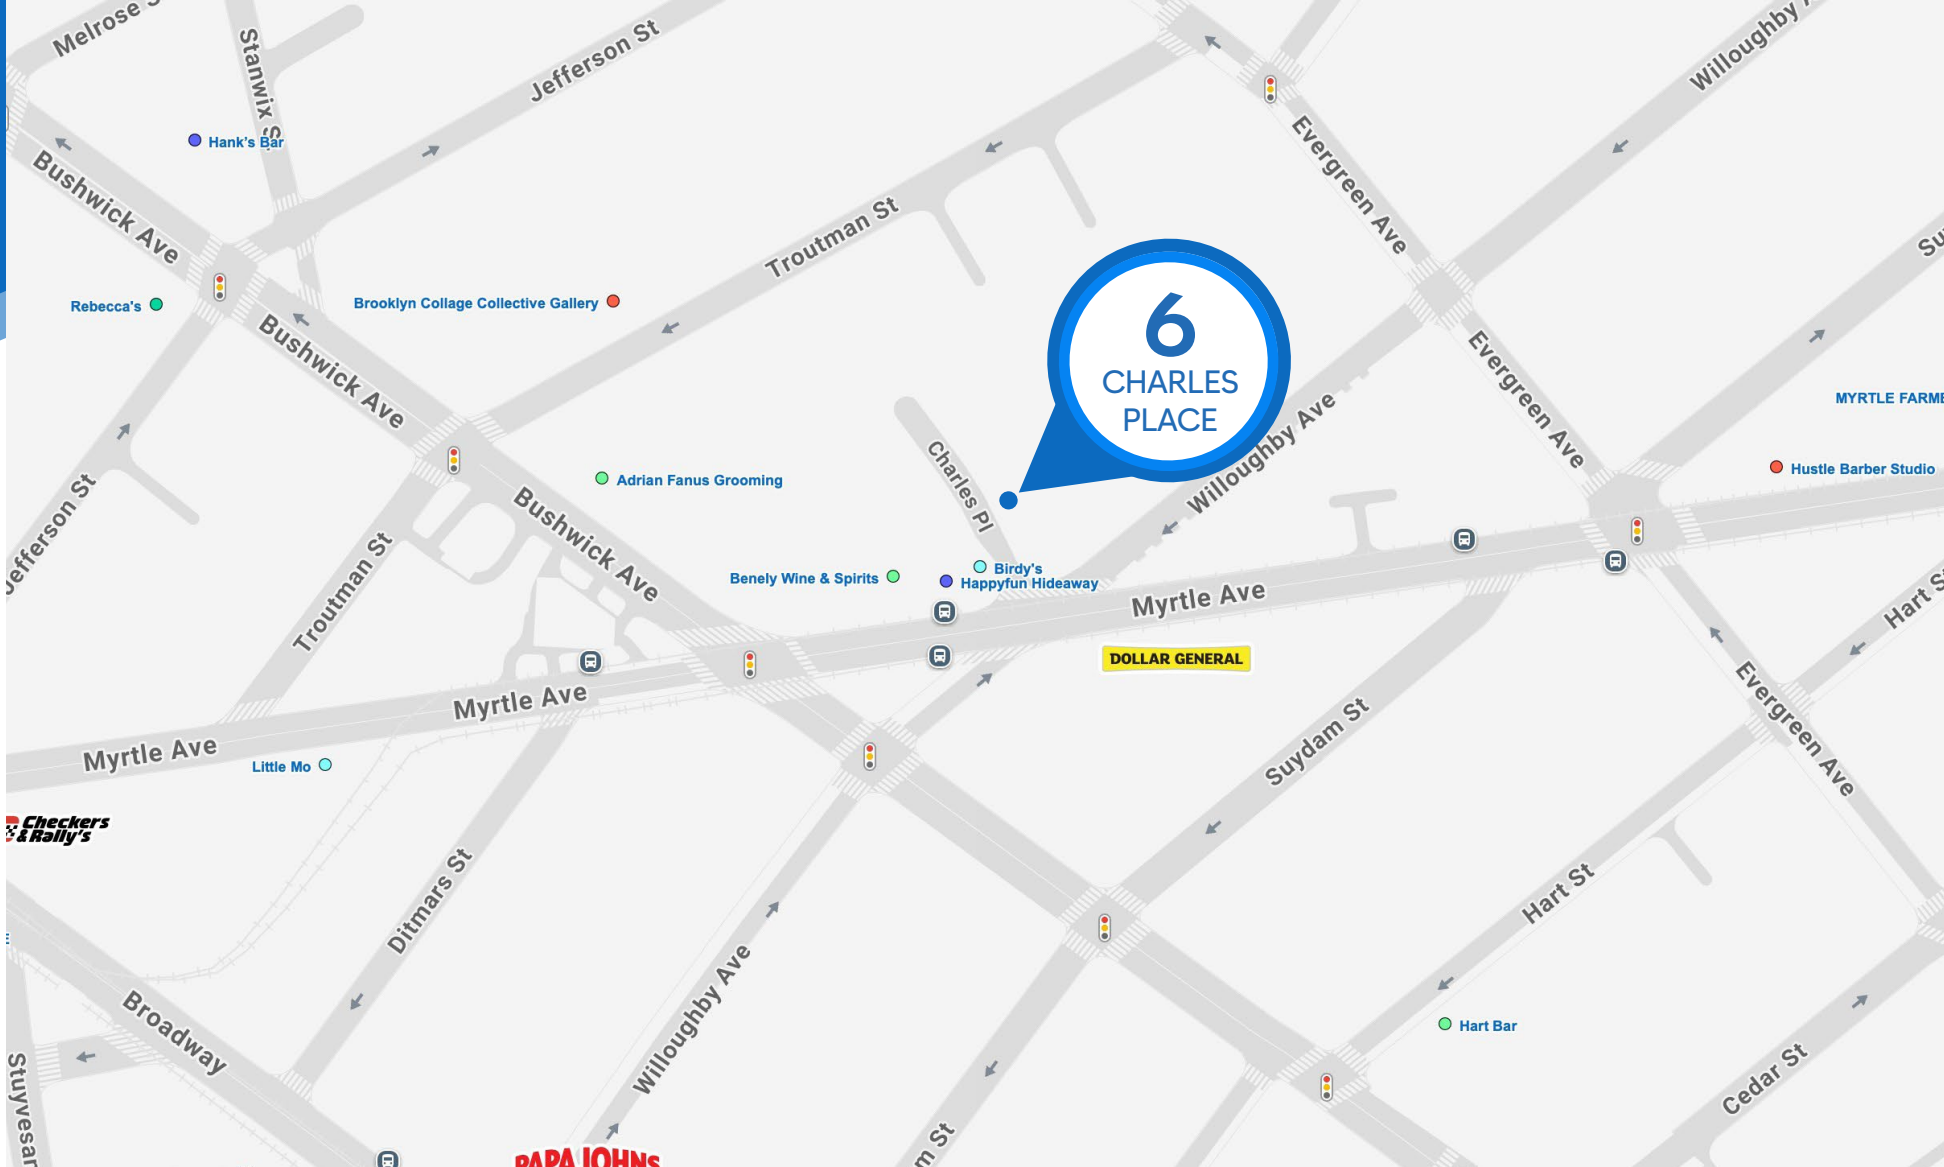 Melrose S
Stanwix S
Jefferson St
Willoughby
Hank's Bar
Bushwick Ave
Evergreen Ave
Troutman St
Su
Rebecca's
Brooklyn Collage Collective Gallery
6
CHARLES
PLACE
Bushwick Ave
Evergreen Ave
Willoughby Ave
MYRTLE FARME
Charles Pl
Hustle Barber Studio
Adrian Fanus Grooming
Jefferson St
Bushwick Ave
Troutman St
Birdy's
Benely Wine & Spirits
Happyfun Hideaway
Myrtle Ave
Hart S
DOLLAR GENERAL
Myrtle Ave
Myrtle Ave
Evergreen Ave
Suydam St
Little Mo
Checkers
& Rally's
Ditmars St
Hart St
E
Willoughby Ave
Broadway
Hart Bar
Stuyvesan
Cedar St
m St
PAPA JOHNS